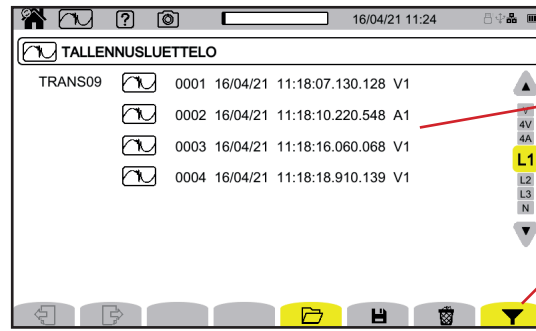 16/04/21 11:24
TALLENNUSLUETTELO
TRANS09 0001 16/04/21 11:18:07.130.128 V1
0002 16/04/21 11:18:10.220.548 A1
0003 16/04/21 11:18:16.060.068 V1
0004 16/04/21 11:18:18.910.139 V1
4V
4A
L1
L2
L3
N